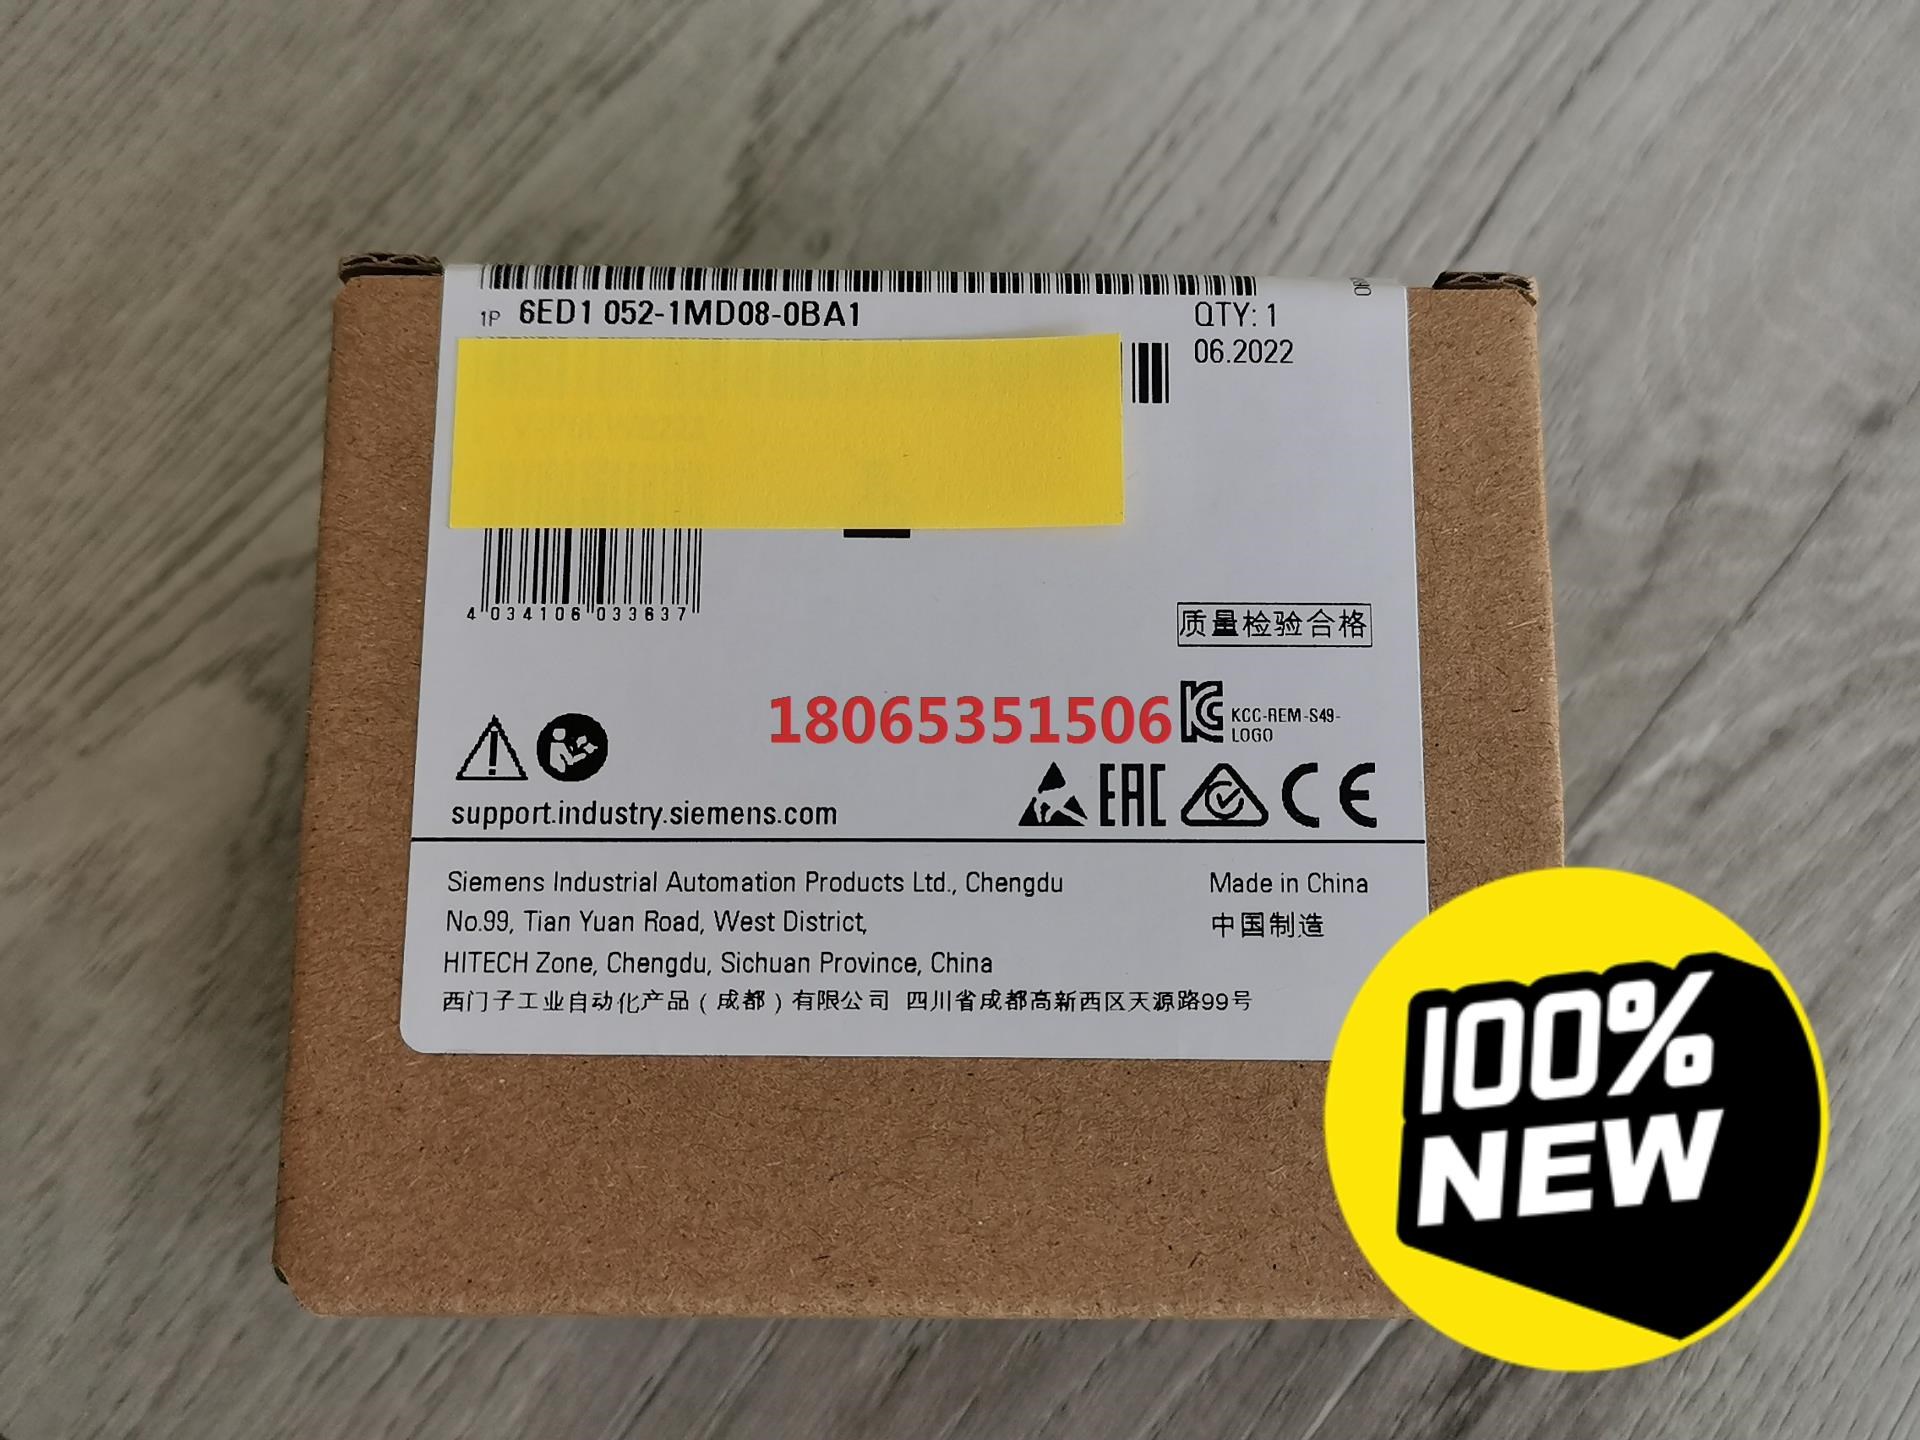 1P 6ED1 052-1MD08-0BA1
QTY: 1
06.2022
4 034106 033637
质量检验合格
18065351506
KCC-REM-S49-
LOGO
EAC
CE
support.industry.siemens.com
Siemens Industrial Automation Products Ltd., Chengdu
Made in China
No.99, Tian Yuan Road, West District,
中国制造
HITECH Zone, Chengdu, Sichuan Province, China
西门子工业自动化产品(成都)有限公司 四川省成都高新西区天源路99号
100%
NEW